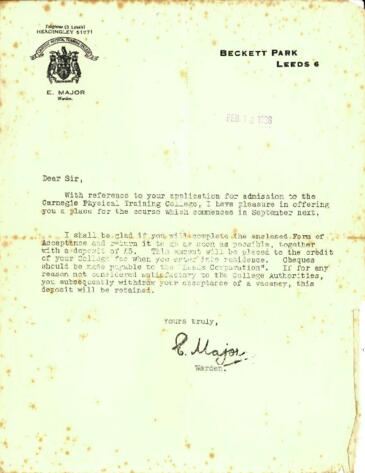 Telephone (3 Lines)
HEADINGLEY 51071
E. MAJOR
Warden.
BECKETT PARK
LEEDS 6
FEB 1 1936
Dear Sir,
With reference to your application for admission to the
Carnegie Physical Training College, I have pleasure in offering
you a place for the course which commences in September next.
I shall be glad if you will complete the enclosed Form of
Acceptance and return it to me as soon as possible, together
with a deposit of £5. This amount will be placed to the credit
of your College fee when you enter into residence. Cheques
should be made payable to the "Leeds Corporation". If for any
reason not considered satisfactory to the College Authorities,
you subsequently withdraw your acceptance of a vacancy, this
deposit will be retained.
Yours truly,
E. Major
Warden.